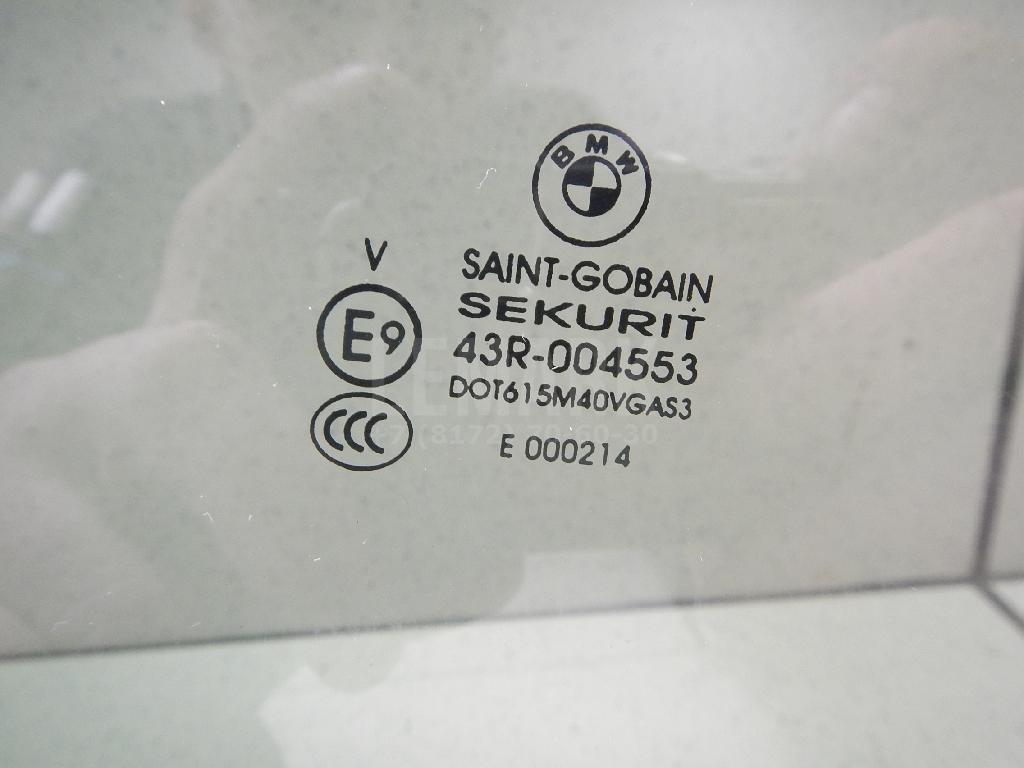 BMW
V
SAINT-GOBAIN
SEKURIT
E9
43R-004553
DOT615M40VGAS3
CCC
E 000214